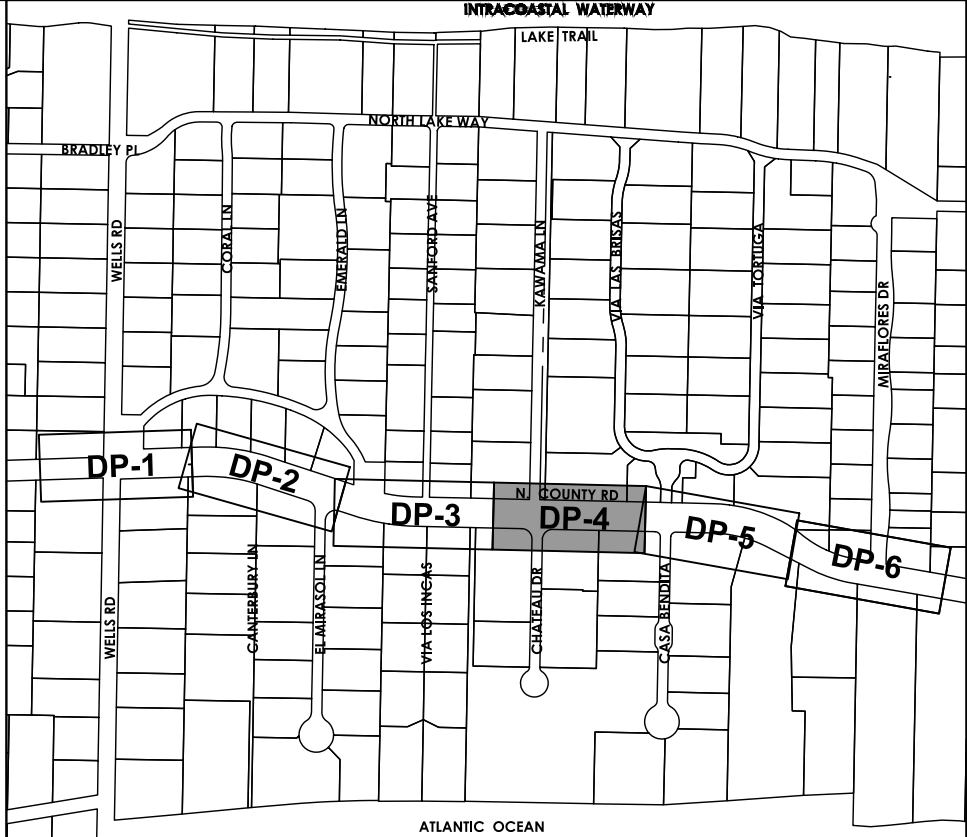 INTRACOASTAL WATERWAY
LAKE TRAIL
NORTH LAKE WAY
BRADLEY PL
WELLS RD
CORAL LN
EMERALD LN
SANFORD AVE
KAWAMA LN
VIA LAS BRISAS
VIA TORTUGA
MIRAFLORES DR
DP-1
DP-2
DP-3
N. COUNTY RD
DP-4
DP-5
DP-6
WELLS RD
CANTERBURY LN
EL MIRASOL LN
VIA LOS INCAS
CHATEAU DR
CASA BENDITA
ATLANTIC OCEAN